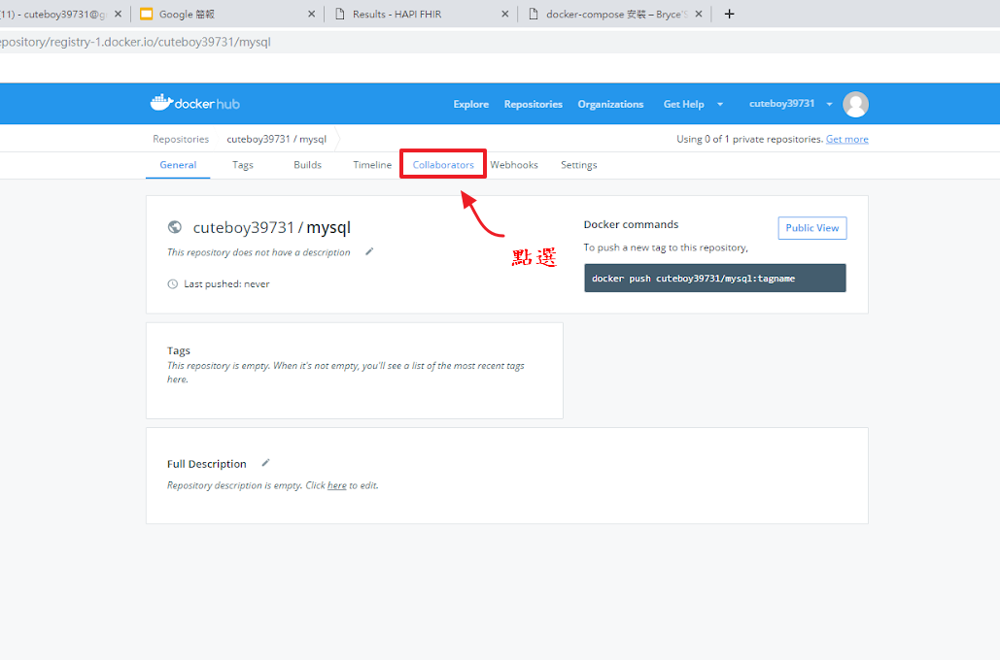 11) - cuteboy39731@g
Google 簡報
Results - HAPI FHIR
docker-compose 安裝 – Bryce'S
epository/registry-1.docker.io/cuteboy39731/mysql
docker hub
Explore
Repositories
Organizations
Get Help
cuteboy39731
Repositories
cuteboy39731 / mysql
Using 0 of 1 private repositories. Get more
General
Tags
Builds
Timeline
Collaborators
Webhooks
Settings
cuteboy39731 / mysql
This repository does not have a description
Last pushed: never
Docker commands
Public View
To push a new tag to this repository,
docker push cuteboy39731/mysql:tagname
點選
Tags
This repository is empty. When it's not empty, you'll see a list of the most recent tags
here.
Full Description
Repository description is empty. Click here to edit.